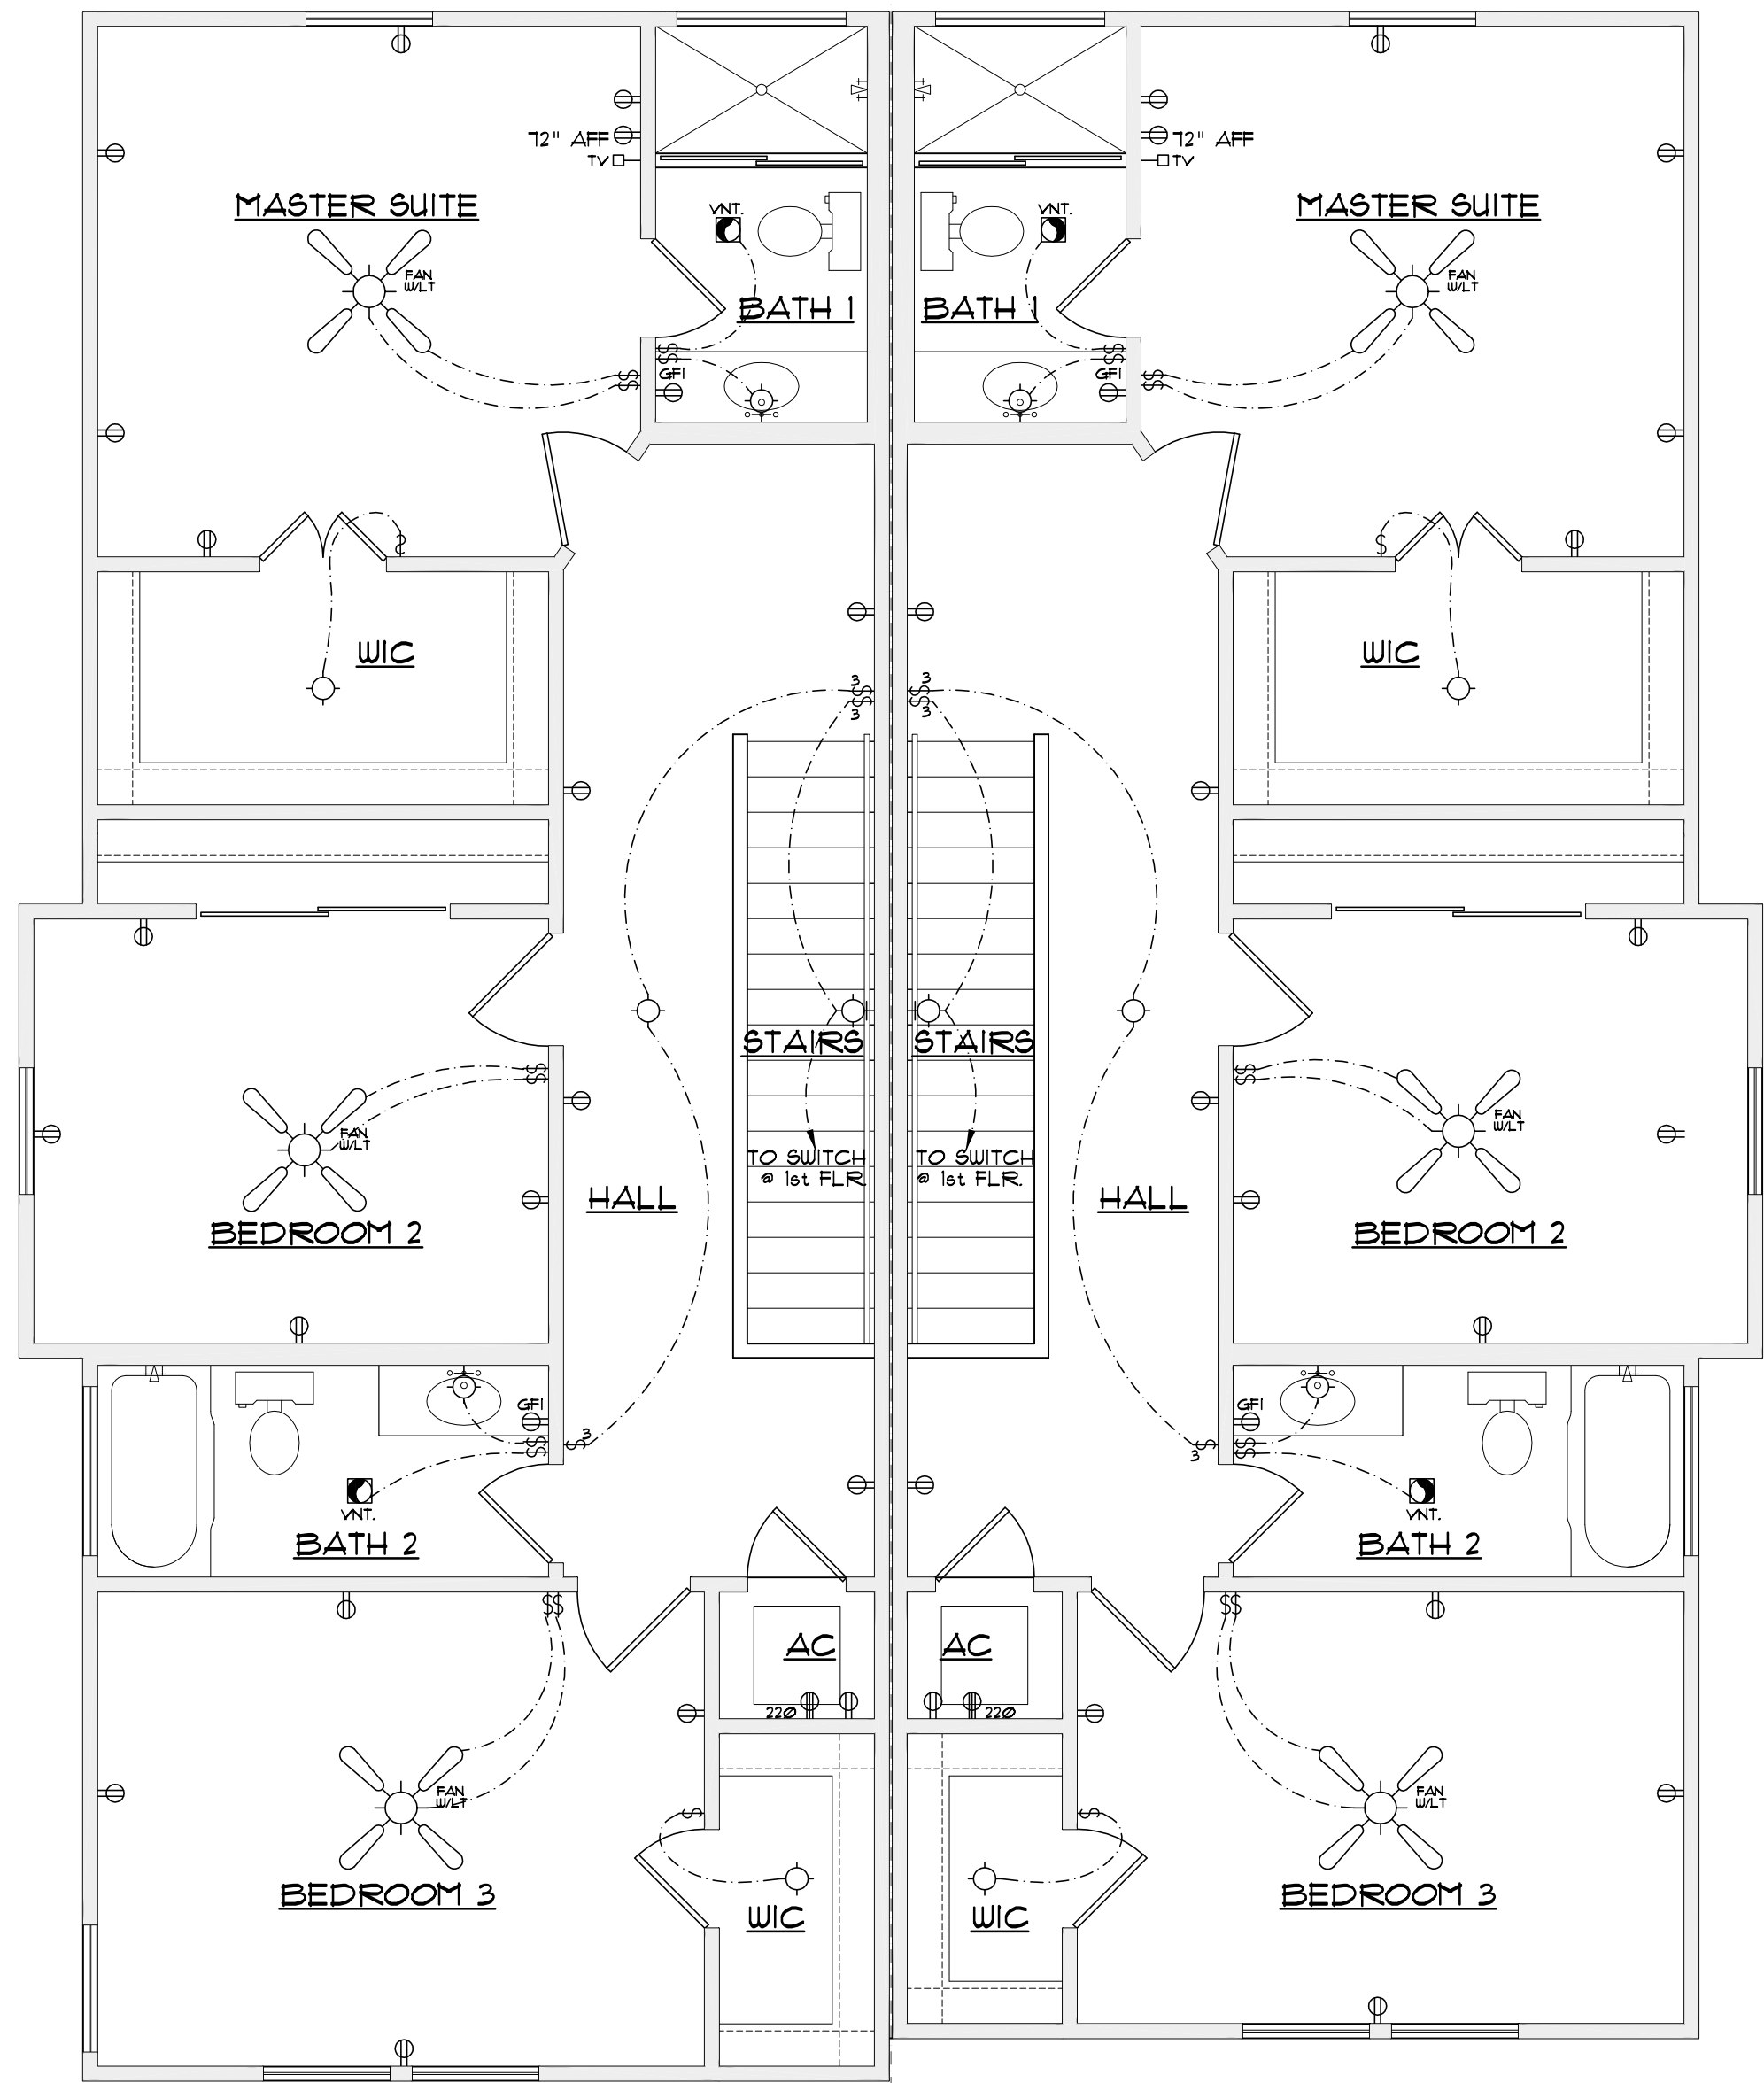 72" AFF
TV
72" AFF
TV
MASTER SUITE
VNT.
VNT.
MASTER SUITE
FAN
W/LT
FAN
W/LT
BATH 1
BATH 1
GFI
GFI
$
$
WIC
WIC
3
3
3
3
STAIRS
STAIRS
FAN
W/LT
FAN
W/LT
TO SWITCH
@ 1st FLR.
TO SWITCH
@ 1st FLR.
HALL
HALL
BEDROOM 2
BEDROOM 2
GFI
GFI
3
3
VNT.
VNT.
BATH 2
BATH 2
$$
$$
AC
AC
220
220
FAN
W/LT
FAN
W/LT
BEDROOM 3
BEDROOM 3
WIC
WIC